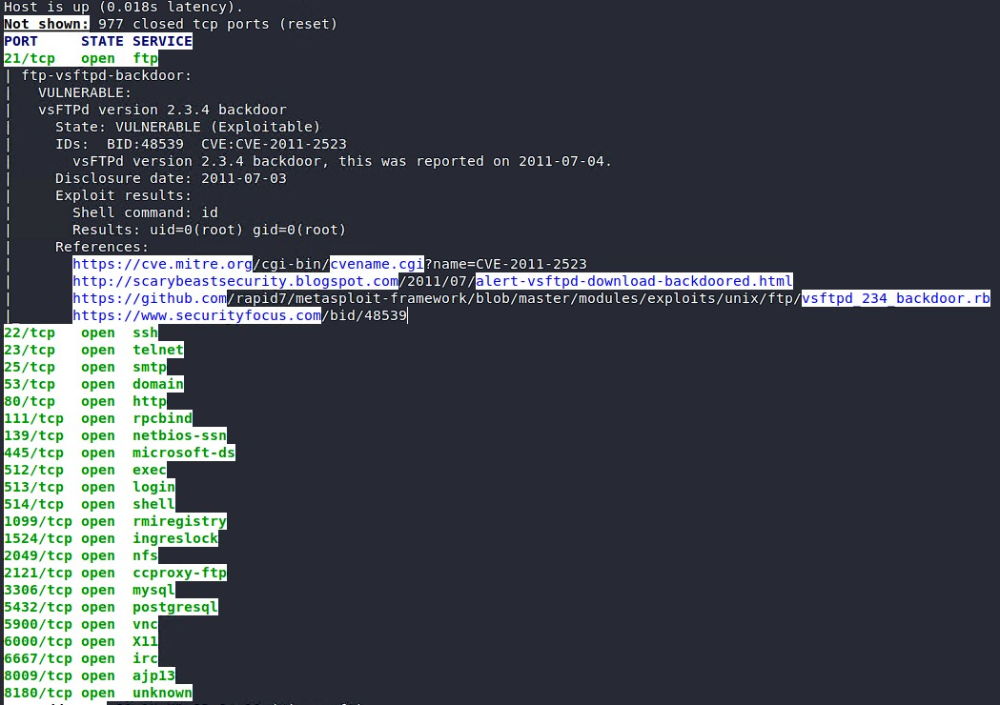 Host is up (0.018s latency).
Not shown: 977 closed tcp ports (reset)
PORT     STATE SERVICE
21/tcp   open  ftp
| ftp-vsftpd-backdoor:
|   VULNERABLE:
|   vsFTPd version 2.3.4 backdoor
|     State: VULNERABLE (Exploitable)
|     IDs:  BID:48539  CVE:CVE-2011-2523
|       vsFTPd version 2.3.4 backdoor, this was reported on 2011-07-04.
|     Disclosure date: 2011-07-03
|     Exploit results:
|       Shell command: id
|       Results: uid=0(root) gid=0(root)
|     References:
|       https://cve.mitre.org/cgi-bin/cvename.cgi?name=CVE-2011-2523
|       http://scarybeastsecurity.blogspot.com/2011/07/alert-vsftpd-download-backdoored.html
|       https://github.com/rapid7/metasploit-framework/blob/master/modules/exploits/unix/ftp/vsftpd_234_backdoor.rb
|_      https://www.securityfocus.com/bid/48539
22/tcp   open  ssh
23/tcp   open  telnet
25/tcp   open  smtp
53/tcp   open  domain
80/tcp   open  http
111/tcp  open  rpcbind
139/tcp  open  netbios-ssn
445/tcp  open  microsoft-ds
512/tcp  open  exec
513/tcp  open  login
514/tcp  open  shell
1099/tcp open  rmiregistry
1524/tcp open  ingreslock
2049/tcp open  nfs
2121/tcp open  ccproxy-ftp
3306/tcp open  mysql
5432/tcp open  postgresql
5900/tcp open  vnc
6000/tcp open  X11
6667/tcp open  irc
8009/tcp open  ajp13
8180/tcp open  unknown